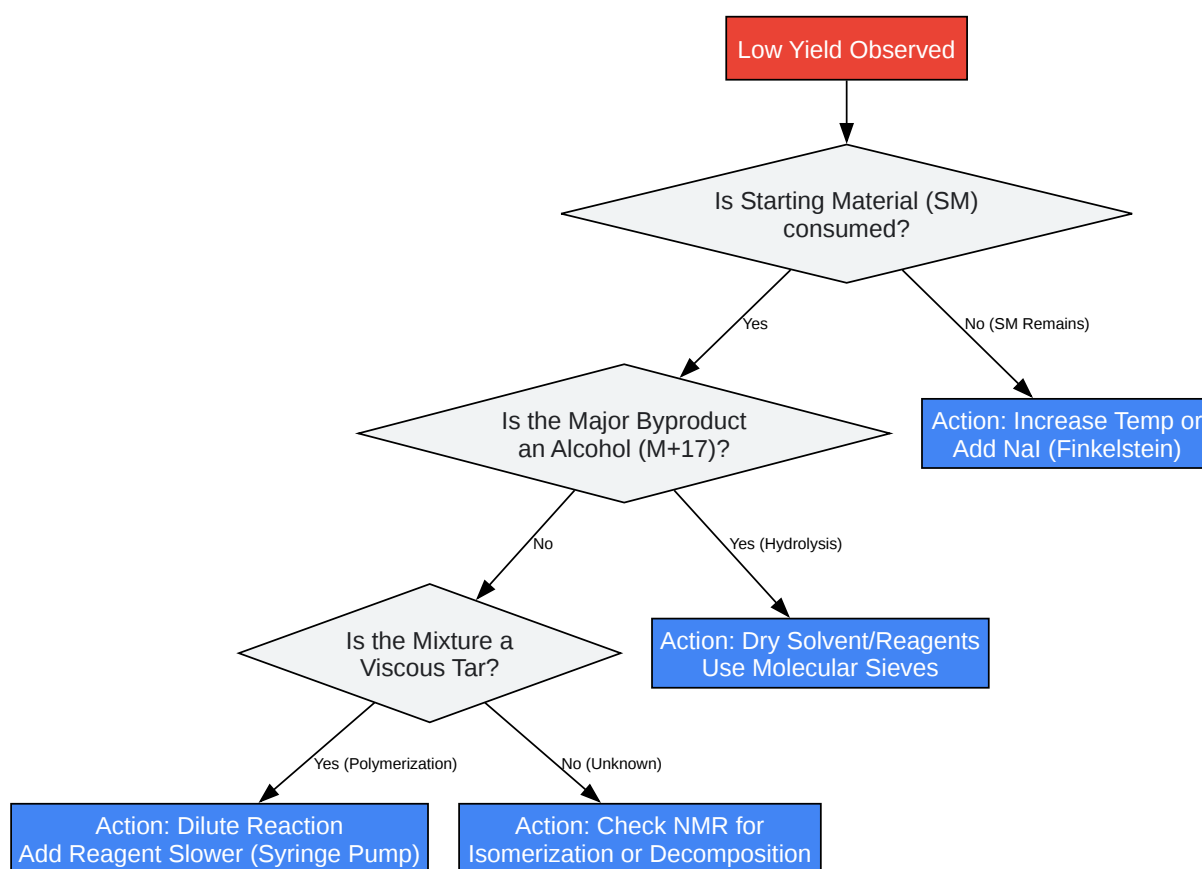 Low Yield Observed
Is Starting Material (SM)
consumed?
Yes
No (SM Remains)
Is the Major Byproduct
an Alcohol (M+17)?
Action: Increase Temp or
Add NaI (Finkelstein)
No
Yes (Hydrolysis)
Is the Mixture a
Viscous Tar?
Action: Dry Solvent/Reagents
Use Molecular Sieves
Yes (Polymerization)
No (Unknown)
Action: Dilute Reaction
Add Reagent Slower (Syringe Pump)
Action: Check NMR for
Isomerization or Decomposition